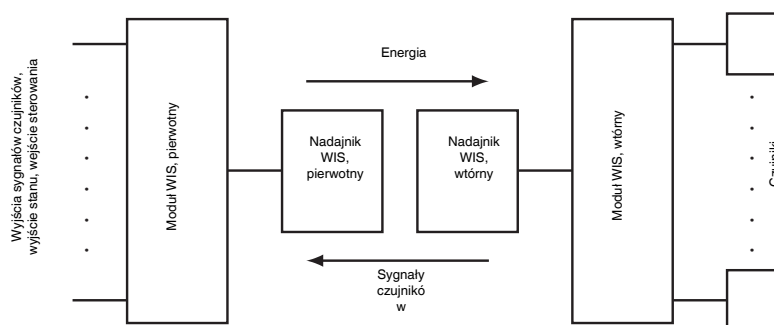 Wyjścia sygnałów czujników,
wyjście stanu, wejście sterowania
Moduł WIS, pierwotny
Energia
Nadajnik
WIS,
pierwotny
Nadajnik
WIS,
wtórny
Sygnały
czujnikó
w
Moduł WIS, wtórny
Czujniki